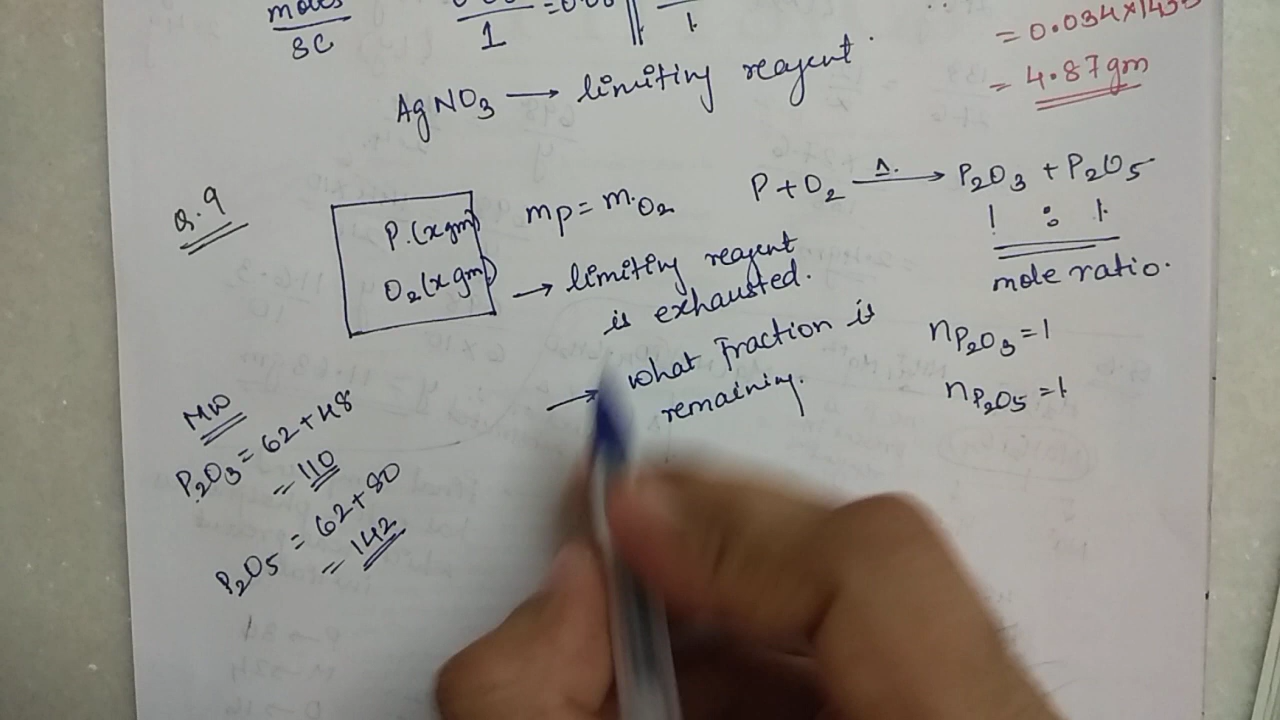 moles
SC
1
1
= 0.034×143
= 4.87gm
AgNO3 → limiting reagent.
Q.9
P.(x gm)
O2(x gm)
mP = mO2
P + O2 —Δ→ P2O3 + P2O5
1 : 1
mole ratio.
→ limiting reagent
is exhausted.
→ what fraction is
remaining.
nP2O3 = 1
nP2O5 = 1
MW
P2O3 = 62+48
= 110
P2O5 = 62+80
= 142